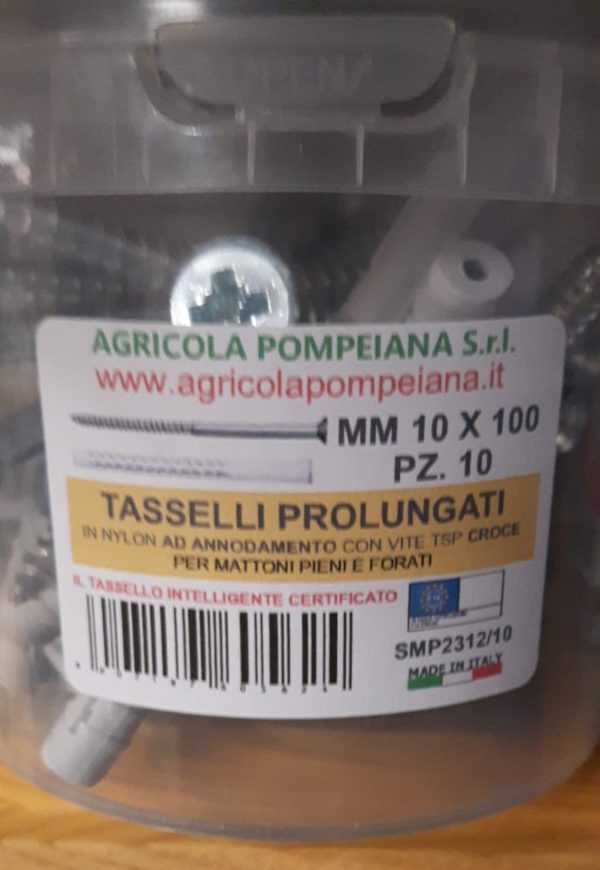 AGRICOLA POMPEIANA S.r.l.
www.agricolapompeiana.it
MM 10 X 100
PZ. 10
TASSELLI PROLUNGATI
IN NYLON AD ANNODAMENTO CON VITE TSP CROCE
PER MATTONI PIENI E FORATI
IL TASSELLO INTELLIGENTE CERTIFICATO
SMP2312/10
MADE IN ITALY